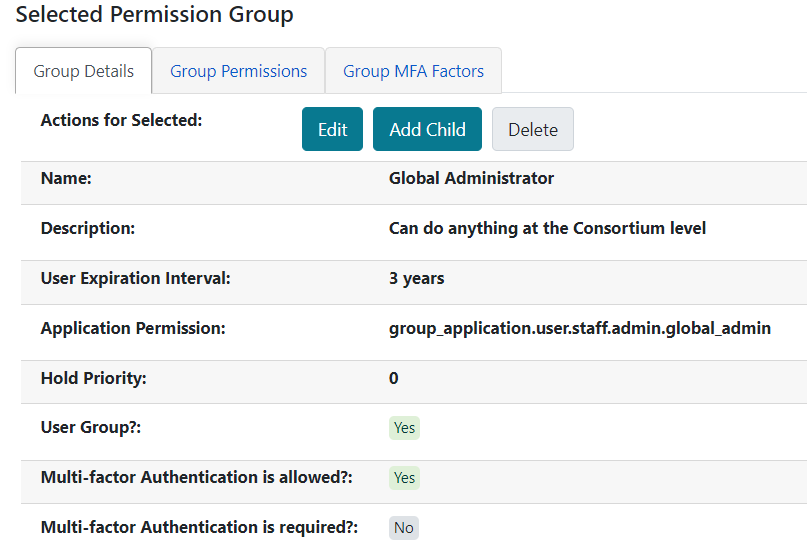 Selected Permission Group
Group Details Group Permissions Group MFA Factors
Actions for Selected: Edit Add Child Delete
Name: Global Administrator
Description: Can do anything at the Consortium level
User Expiration Interval: 3 years
Application Permission: group_application.user.staff.admin.global_admin
Hold Priority: 0
User Group?: Yes
Multi-factor Authentication is allowed?: Yes
Multi-factor Authentication is required?: No